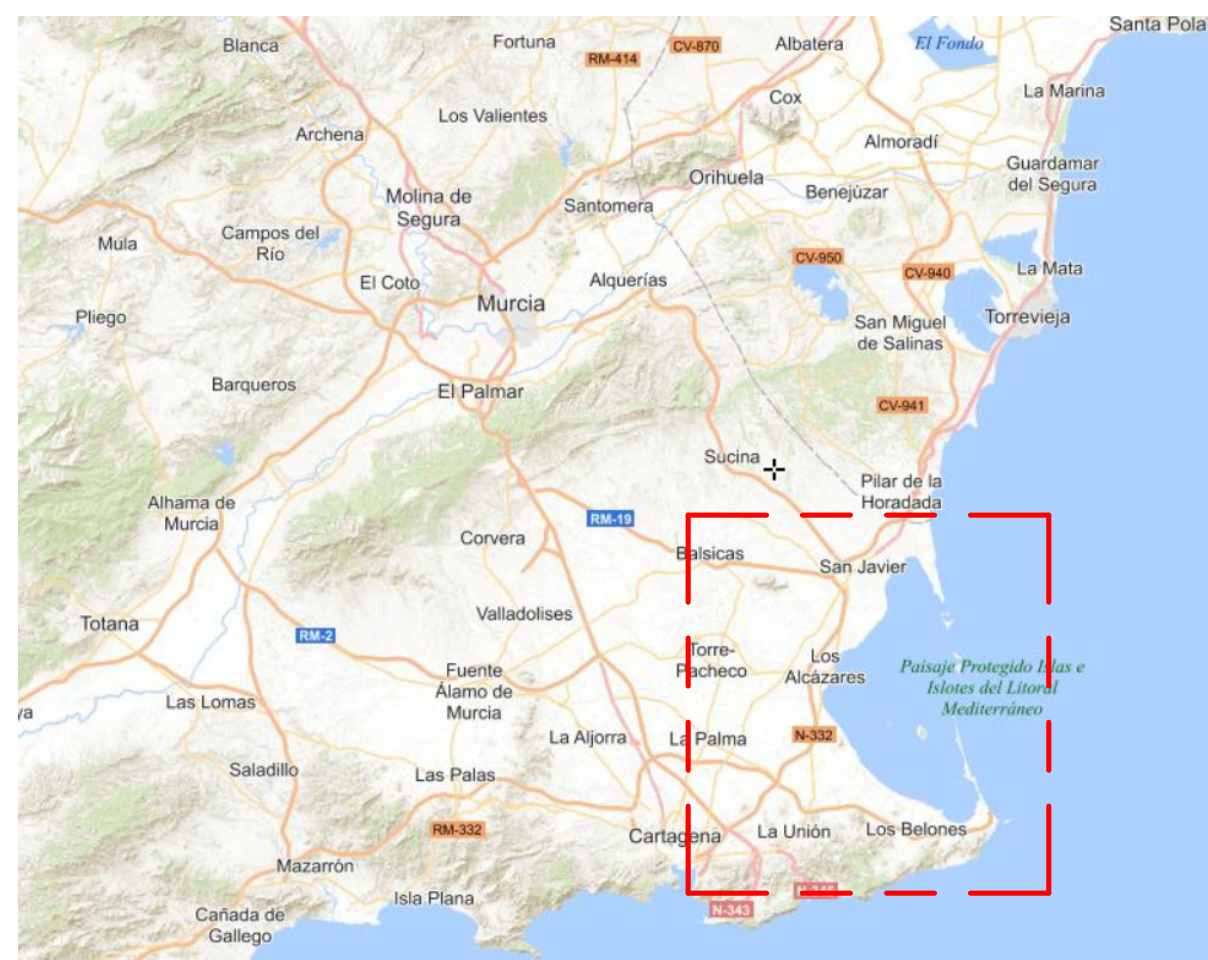 Santa Pola
Blanca
Fortuna
CV-870
Albatera
El Fondo
RM-414
La Marina
Cox
Los Valientes
Archena
Almoradí
Guardamar
del Segura
Orihuela
Benejúzar
Molina de
Segura
Santomera
Mula
Campos del
Río
CV-950
CV-940
La Mata
El Coto
Alquerías
Murcia
Pliego
San Miguel
de Salinas
Torrevieja
Barqueros
El Palmar
CV-941
Sucina
Pilar de la
Horadada
Alhama de
Murcia
RM-19
Corvera
Balsicas
San Javier
Valladolises
Totana
RM-2
Torre-
Pacheco
Los
Alcázares
Paisaje Protegido Islas e
Islotes del Litoral
Mediterráneo
Fuente
Álamo de
Murcia
Las Lomas
ya
La Aljorra
La Palma
N-332
Saladillo
Las Palas
RM-332
Cartagena
La Unión
Los Belones
Mazarrón
Isla Plana
N-343
Cañada de
Gallego